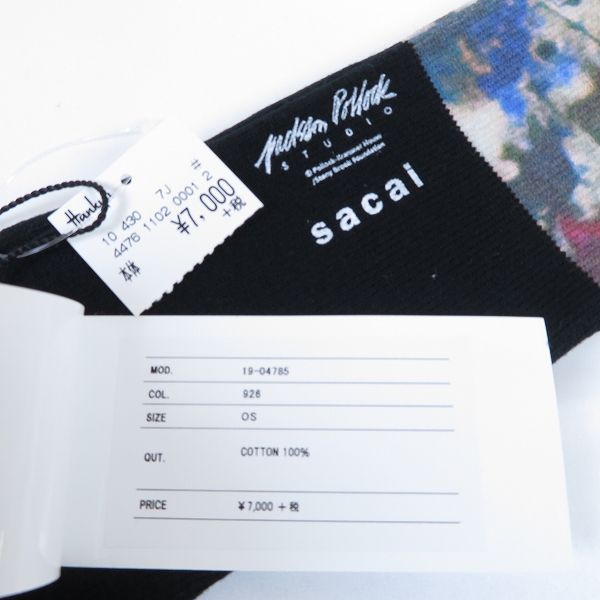 Jackson Pollock
STUDIO
© Pollock-Krasner House
/Stony Brook Foundation
sacai
Hanky
10 430 7J #
4476 1102 0001 2
¥7,000
本体 +税
MOD. 19-04785
COL. 926
SIZE OS
QUT. COTTON 100%
PRICE ¥7,000 + 税